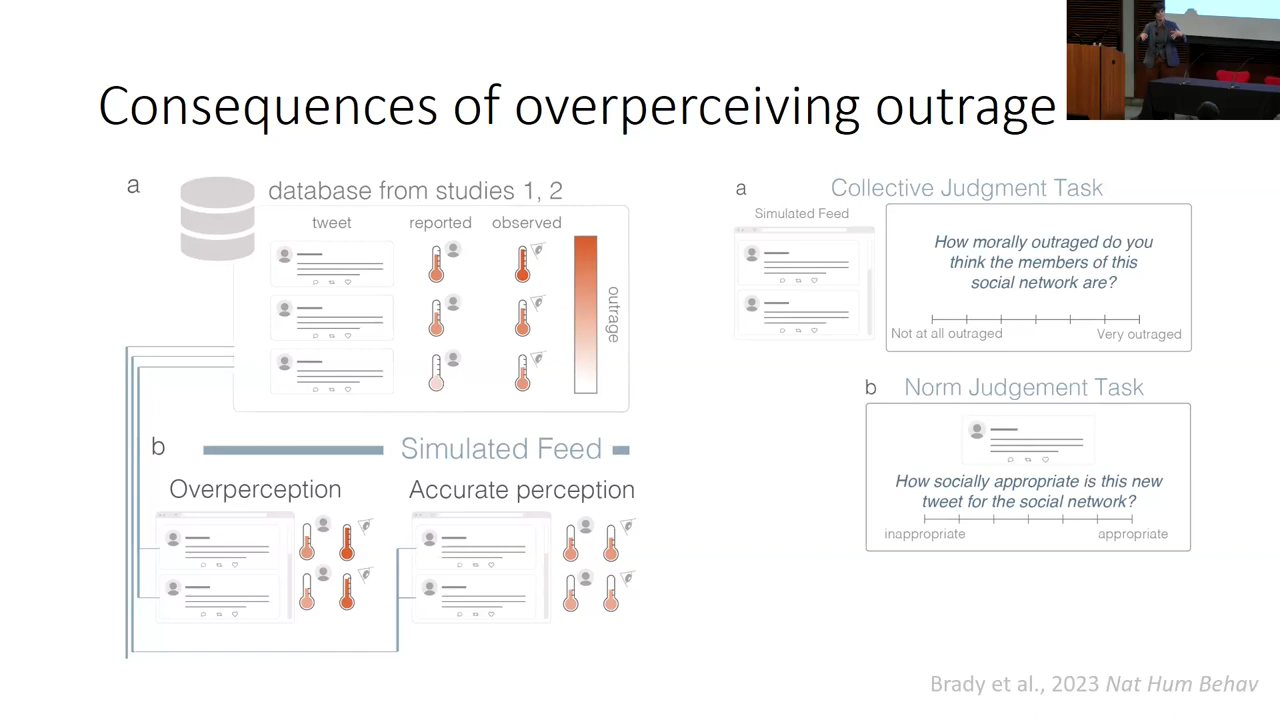 Consequences of overperceiving outrage
a
database from studies 1, 2
tweet
reported
observed
outrage
b
Simulated Feed
Overperception
Accurate perception
a
Collective Judgment Task
Simulated Feed
How morally outraged do you
think the members of this
social network are?
Not at all outraged
Very outraged
b
Norm Judgement Task
How socially appropriate is this new
tweet for the social network?
inappropriate
appropriate
Brady et al., 2023 Nat Hum Behav